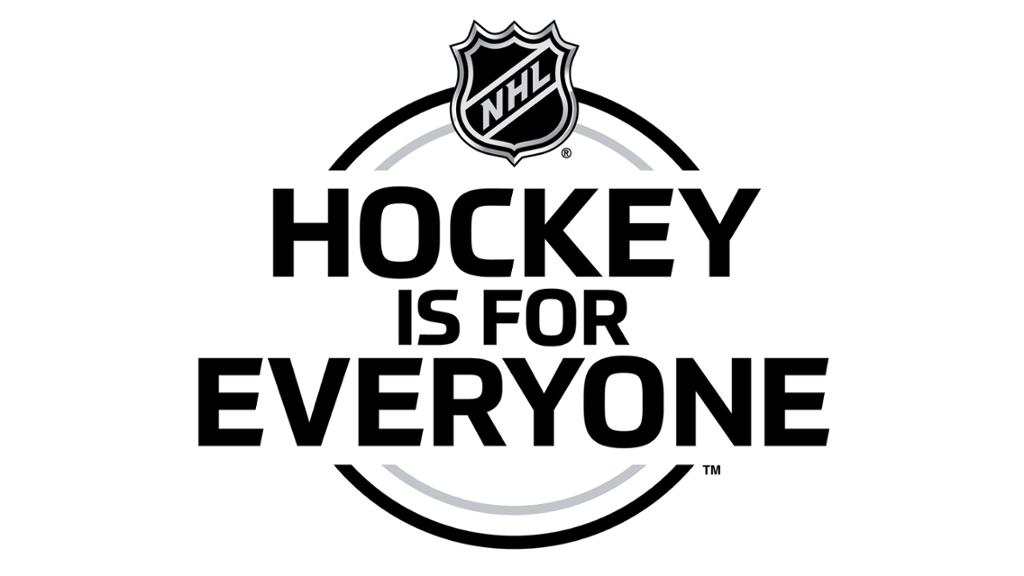 NHL
®
HOCKEY
IS FOR
EVERYONE
TM